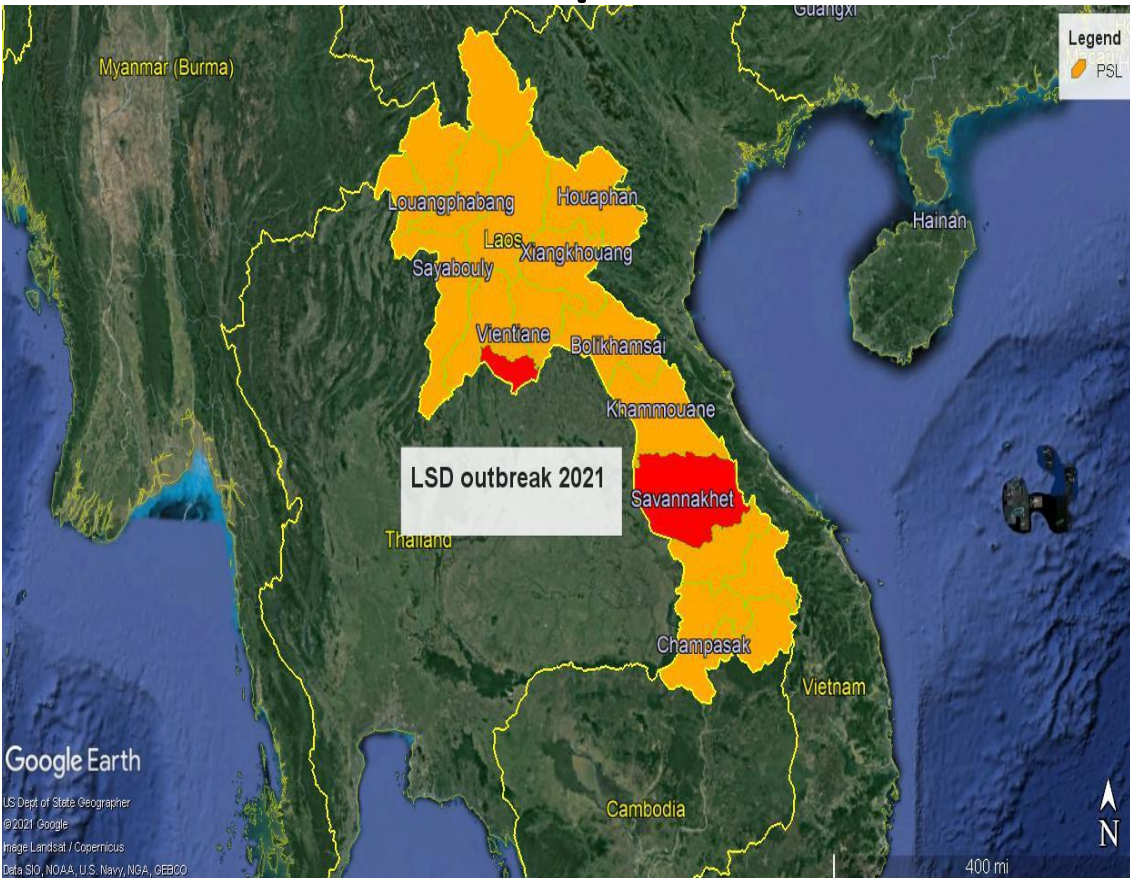 Guangxi
Legend
PSL
Macau
Myanmar (Burma)
Louangphabang
Houaphan
Laos
Xiangkhouang
Sayabouly
Hainan
Vientiane
Bolikhamsai
Khammouane
LSD outbreak 2021
Savannakhet
Thailand
Champasak
Vietnam
Cambodia
Google Earth
US Dept of State Geographer
©2021 Google
Image Landsat / Copernicus
Data SIO, NOAA, U.S. Navy, NGA, GEBCO
N
400 mi